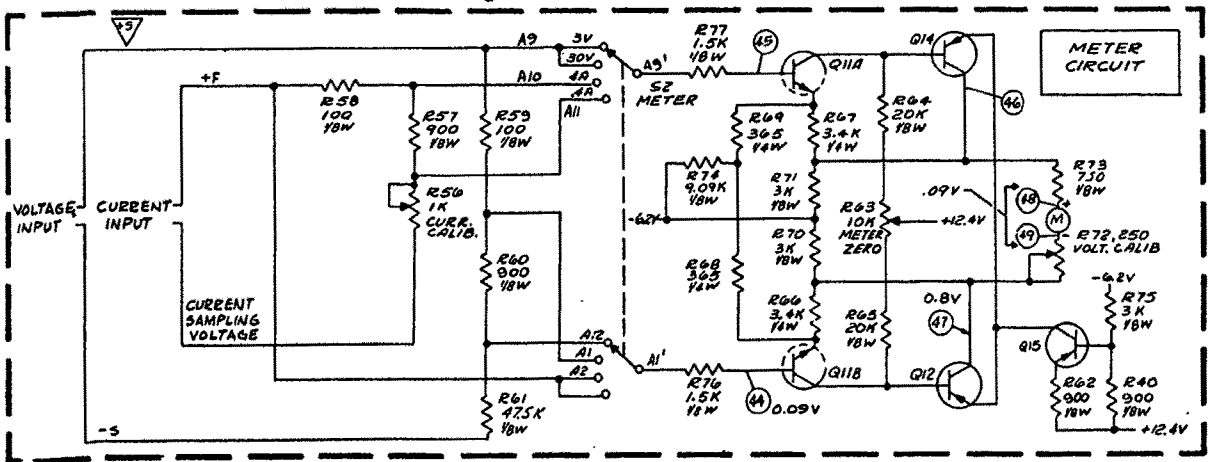 +S
METER
CIRCUIT
A9
3V
30V
.4A
4A
A9'
S2
METER
A10
A11
R77
1.5K
1/8W
45
Q11A
Q14
46
+F
R58
100
1/8W
R57
900
1/8W
R59
100
1/8W
R56
1K
CURR.
CALIB.
R69
365
1/4W
R67
3.4K
1/4W
R64
20K
1/8W
R74
9.09K
1/8W
R71
3K
1/8W
R63
10K
METER
ZERO
+12.4V
R73
750
1/8W
.09V
48
+
M
49
-
R72, 250
VOLT. CALIB
VOLTAGE
INPUT
CURRENT
INPUT
-6.2V
R70
3K
1/8W
R60
900
1/8W
R68
365
1/4W
R66
3.4K
1/4W
R65
20K
1/8W
0.8V
47
-6.2V
R75
3K
1/8W
Q15
CURRENT
SAMPLING
VOLTAGE
A12
A1
A2
A1'
R76
1.5K
1/8W
44
0.09V
Q11B
Q12
R62
900
1/8W
R40
900
1/8W
+12.4V
R61
47.5K
1/8W
-S